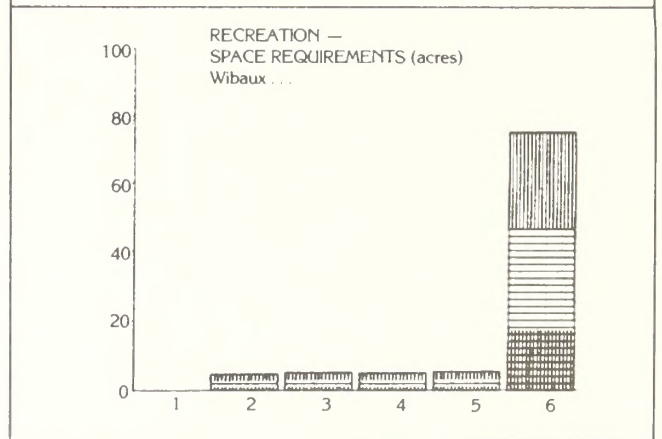 RECREATION —
SPACE REQUIREMENTS (acres)
Wibaux . . .
100
80
60
40
20
0
1 2 3 4 5 6